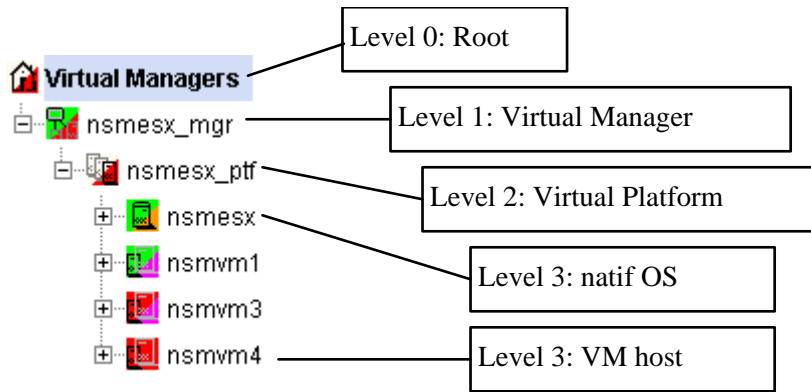 Level 0: Root
Virtual Managers
nsmesx_mgr
Level 1: Virtual Manager
nsmesx_ptf
Level 2: Virtual Platform
nsmesx
nsmvm1
Level 3: natif OS
nsmvm3
nsmvm4
Level 3: VM host